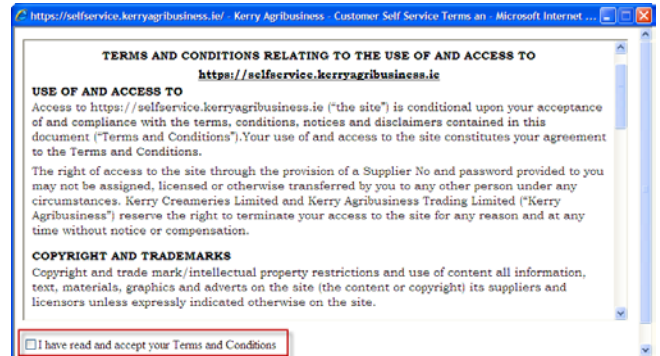 https://selfservice.kerryagribusiness.ie/ - Kerry Agribusiness - Customer Self Service Terms an - Microsoft Internet ...
TERMS AND CONDITIONS RELATING TO THE USE OF AND ACCESS TO
https://selfservice.kerryagribusiness.ie
USE OF AND ACCESS TO
Access to https://selfservice.kerryagribusiness.ie ("the site") is conditional upon your acceptance
of and compliance with the terms, conditions, notices and disclaimers contained in this
document ("Terms and Conditions").Your use of and access to the site constitutes your agreement
to the Terms and Conditions.
The right of access to the site through the provision of a Supplier No and password provided to you
may not be assigned, licensed or otherwise transferred by you to any other person under any
circumstances. Kerry Creameries Limited and Kerry Agribusiness Trading Limited ("Kerry
Agribusiness") reserve the right to terminate your access to the site for any reason and at any
time without notice or compensation.
COPYRIGHT AND TRADEMARKS
Copyright and trade mark/intellectual property restrictions and use of content all information,
text, materials, graphics and adverts on the site (the content or copyright) its suppliers and
licensors unless expressly indicated otherwise on the site.
I have read and accept your Terms and Conditions